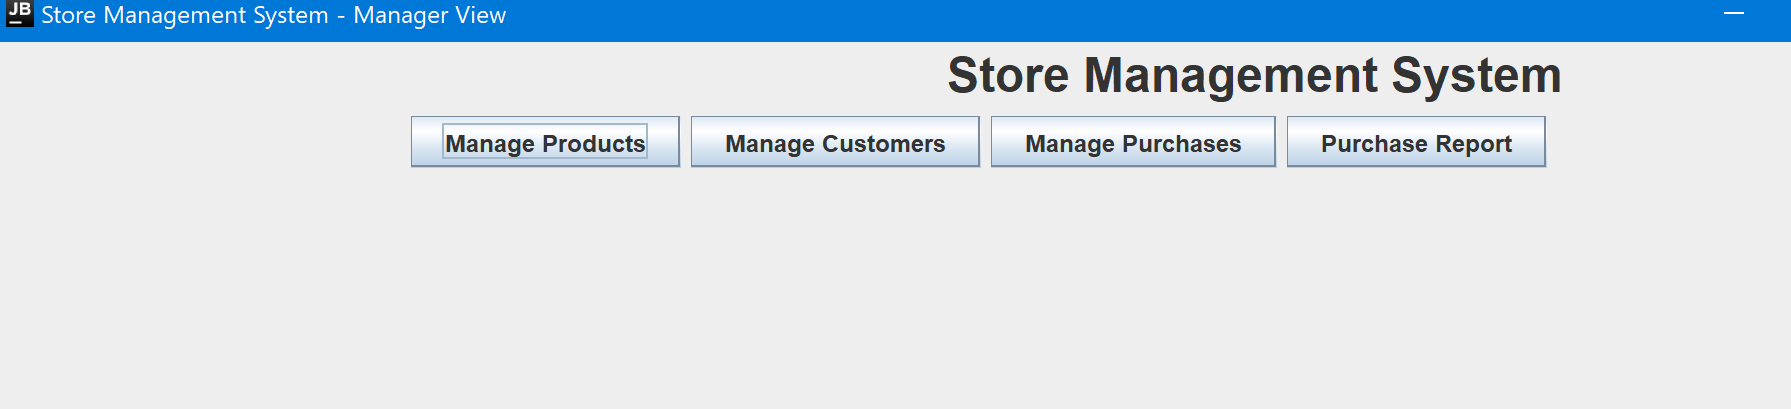 JB
Store Management System - Manager View
Store Management System
Manage Products Manage Customers Manage Purchases Purchase Report